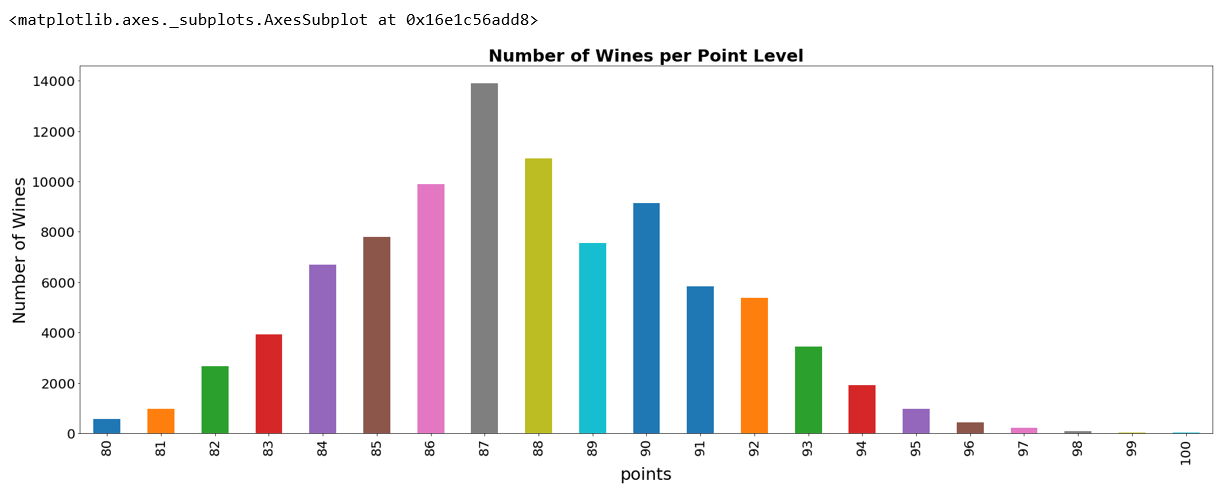 <matplotlib.axes._subplots.AxesSubplot at 0x16e1c56add8>
Number of Wines per Point Level
14000
12000
10000
8000
6000
4000
2000
0
Number of Wines
80 81 82 83 84 85 86 87 88 89 90 91 92 93 94 95 96 97 98 99 100
points